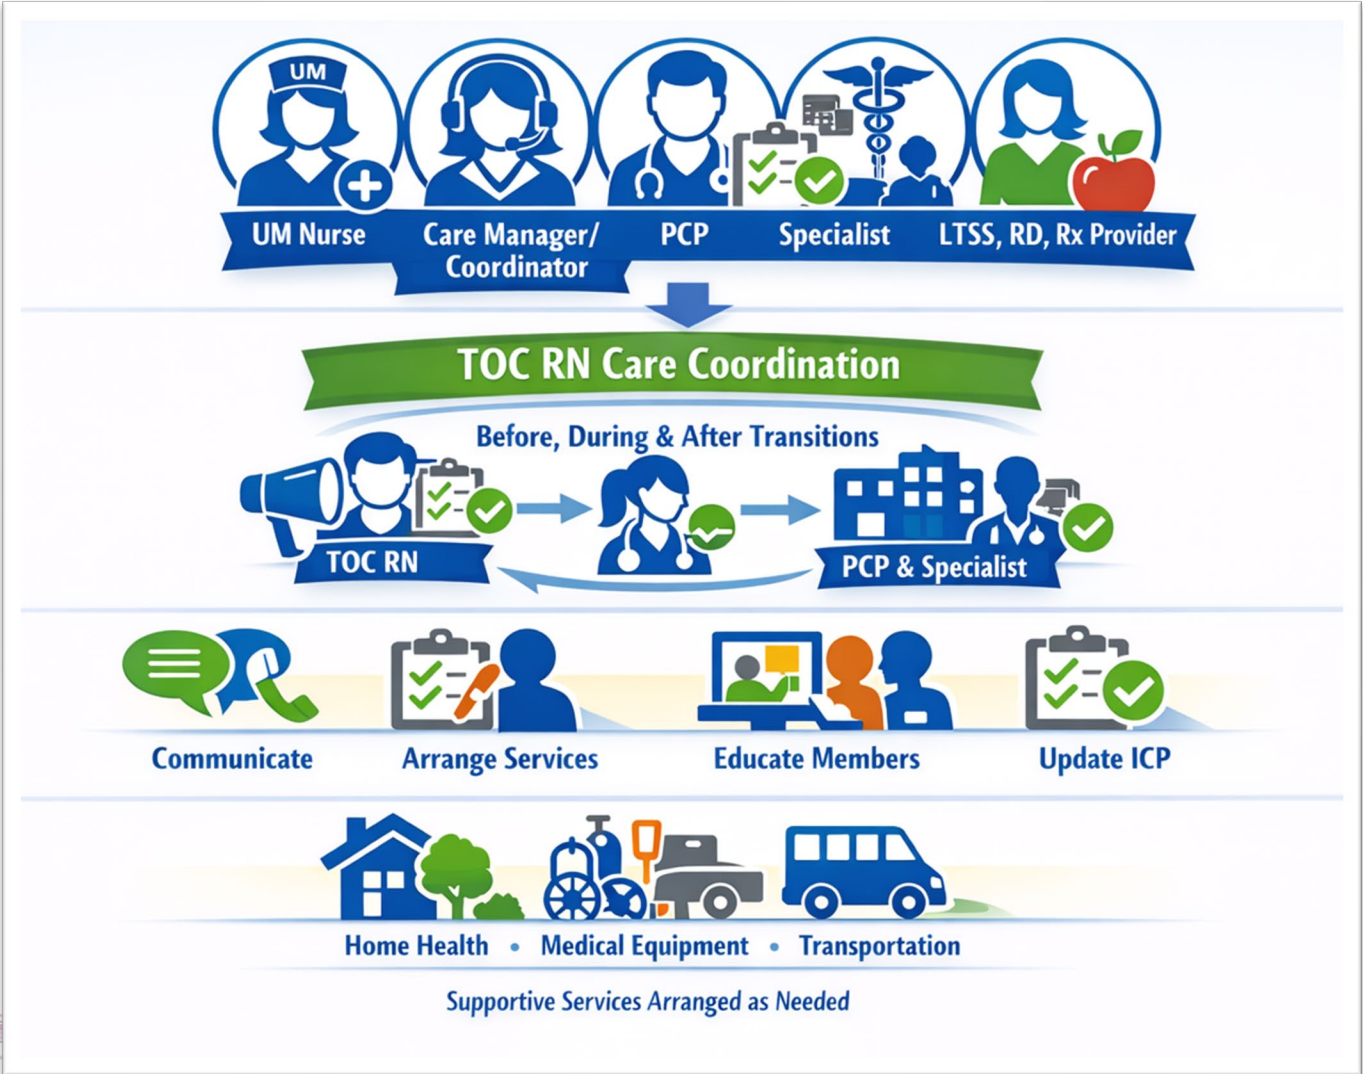 UM
UM Nurse
Care Manager/
Coordinator
PCP
Specialist
LTSS, RD, Rx Provider
TOC RN Care Coordination
Before, During & After Transitions
TOC RN
PCP & Specialist
Communicate
Arrange Services
Educate Members
Update ICP
Home Health • Medical Equipment • Transportation
Supportive Services Arranged as Needed